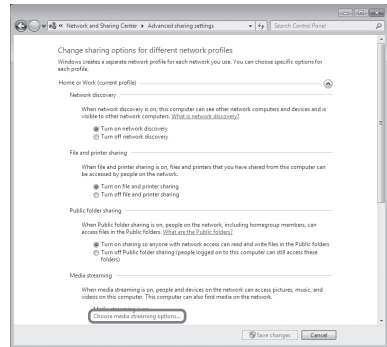 « Network and Sharing Center ▸ Advanced sharing settings
Search Control Panel
Change sharing options for different network profiles
Windows creates a separate network profile for each network you use. You can choose specific options for
each profile.
Home or Work (current profile)
Network discovery
When network discovery is on, this computer can see other network computers and devices and is
visible to other network computers. What is network discovery?
Turn on network discovery
Turn off network discovery
File and printer sharing
When file and printer sharing is on, files and printers that you have shared from this computer can
be accessed by people on the network.
Turn on file and printer sharing
Turn off file and printer sharing
Public folder sharing
When Public folder sharing is on, people on the network, including homegroup members, can
access files in the Public folders. What are the Public folders?
Turn on sharing so anyone with network access can read and write files in the Public folders
Turn off Public folder sharing (people logged on to this computer can still access these
folders)
Media streaming
When media streaming is on, people and devices on the network can access pictures, music, and
videos on this computer. This computer can also find media on the network.
Media streaming is on.
Choose media streaming options...
Save changes
Cancel